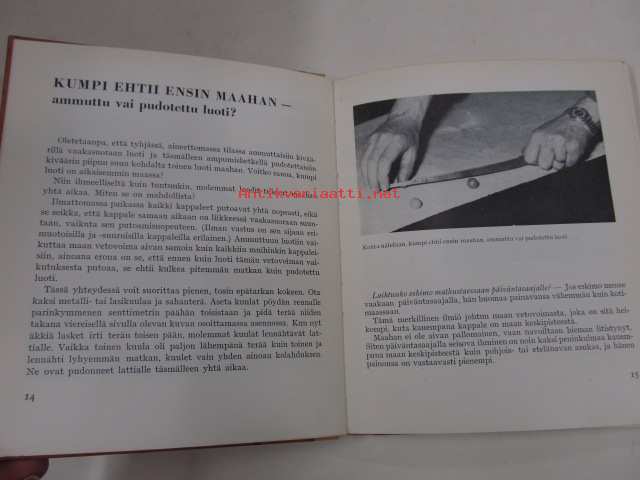 KUMPI EHTII ENSIN MAAHAN —
ammuttu vai pudotettu luoti?
Oletetaanpa, että tyhjässä, aineettomassa tilassa ammuttaisiin kivää-
rillä vaakasuoraan luoti ja täsmälleen ampumishetkellä pudotettaisiin
kiväärin piipun suun kohdalta toinen luoti maahan. Voitko sanoa, kumpi
luoti on aikaisemmin maassa?
Niin ihmeelliseltä kuin tuntuukin, molemmat luodit tulevat maahan
yhtä aikaa. Miten se on mahdollista?
Ilmattomassa paikassa kaikki kappaleet putoavat yhtä nopeasti, eikä
se seikka, että kappale samaan aikaan on liikkeessä vaakasuoraan suun-
taan, vaikuta sen putoamisnopeuteen. (Ilman vastus on sen sijaan eri-
muotoisilla ja -suuruisilla kappaleilla erilainen.) Ammuttuun luotiin vai-
kuttaa maan vetovoima aivan samoin kuin kaikkiin muihinkin kappalei-
siin, ainoana erona on se, että ennen kuin tämän vetovoiman vai-
kutuksesta putoaa, se ehtii kulkea pitemmän matkan kuin pudotettu
luoti.
Tässä yhteydessä voit suorittaa pienen, tosin epätarkan kokeen. Ota
kaksi metalli- tai lasikuulaa ja sahanterä. Aseta kuulat pöydän reunalle
parinkymmenen senttimetrin päähän toisistaan ja pidä terää niiden
takana viereisellä sivulla olevan kuvan osoittamassa asennossa. Kun nyt
äkkiä lasket irti terän toisen pään, molemmat kuulat lennähtävät lat-
tialle. Vaikka toinen kuula oli paljon lähempänä terää kuin toinen ja
lennähti lyhyemmän matkan, kuulet vain yhden ainoan kolahduksen.
Ne ovat pudonneet lattialle täsmälleen yhtä aikaa.
14
Antikvariaatti.net
Kuten nähdään, kumpi ehtii ensin maahan, ammuttu vai pudotettu luoti
Luiktuuko eskimo matkustaessaan päiväntasaajalle? — Jos eskimo menee
vaikkapa päiväntasaajalle, hän huomaa painavansa vähemmän kuin koti-
maassaan.
Tämä merkillinen ilmiö johtuu maan vetovoimasta, joka on sitä hei-
kompi, kuta kauempana kappale on maan keskipisteestä.
Maahan ei ole aivan pallomainen, vaan navoiltaan hieman litistynyt.
Siten päiväntasaajalla seisova ihminen on noin kaksi peninkulmaa kauem-
pana maan keskipisteestä kuin pohjois- tai etelänavan asukas, ja hänen
painonsa on vastaavasti pienempi.
15